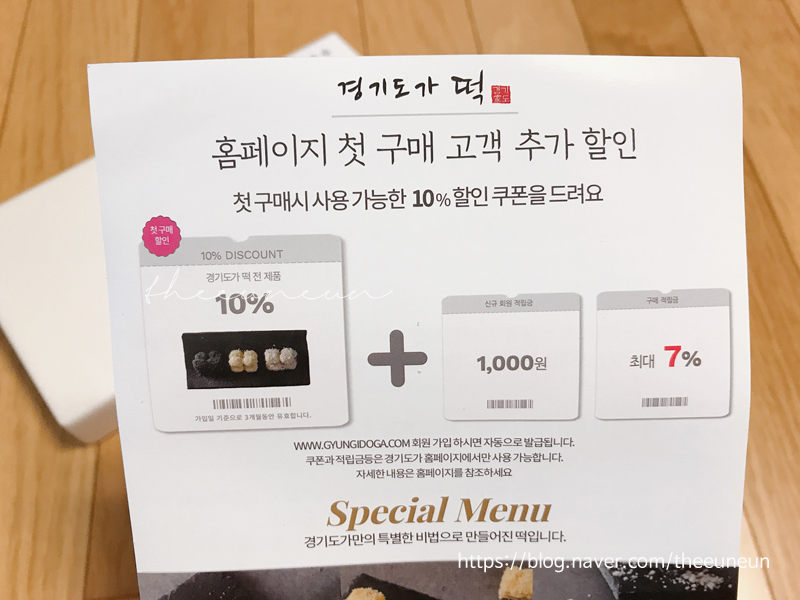 경기도가 떡
경기
홈페이지 첫 구매 고객 추가 할인
첫 구매시 사용 가능한 10% 할인 쿠폰을 드려요
첫 구매
할인
10% DISCOUNT
경기도가 떡 전 제품
theeuneun
10%
가입일 기준으로 3개월동안 유효합니다.
신규 회원 적립금
1,000원
구매 적립금
최대 7%
WWW.GYUNGIDOGA.COM 회원 가입 하시면 자동으로 발급됩니다.
쿠폰과 적립금등은 경기도가 홈페이지에서만 사용 가능합니다.
자세한 내용은 홈페이지를 참조하세요
Special Menu
경기도가만의 특별한 비법으로 만들어진 떡입니다.
https://blog.naver.com/theeuneun